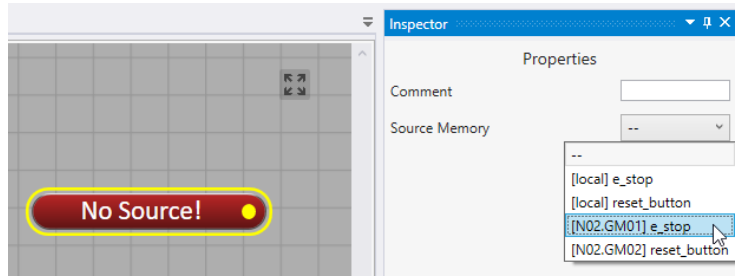 Inspector
Properties
Comment
Source Memory
--
--
[local] e_stop
[local] reset_button
[N02.GM01] e_stop
[N02.GM02] reset_button
No Source!